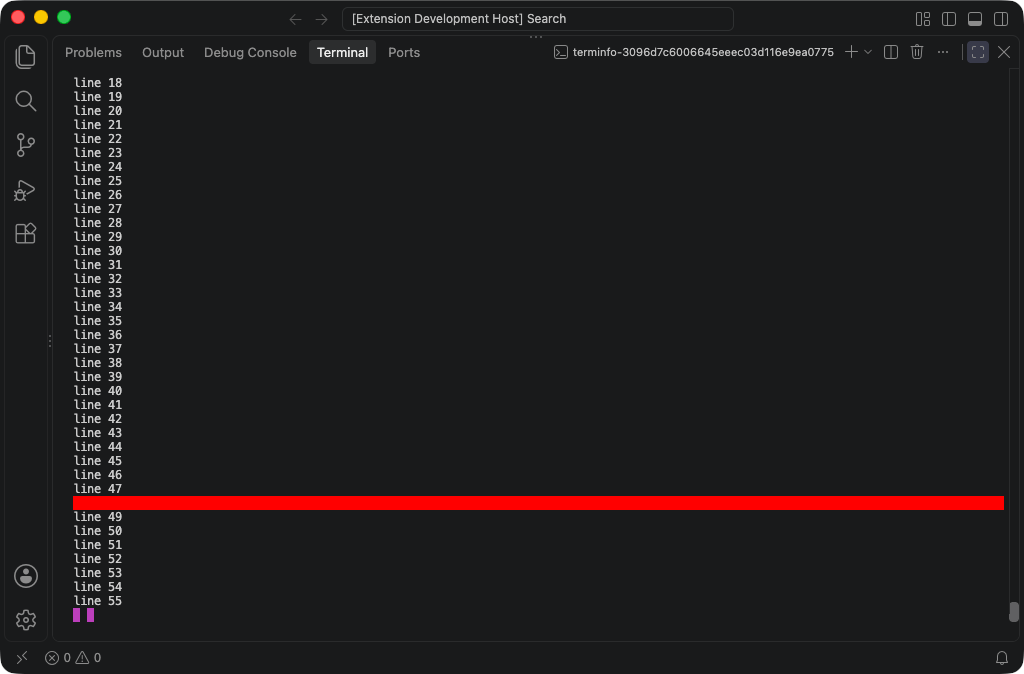 [Extension Development Host] Search
Problems Output Debug Console Terminal Ports terminfo-3096d7c6006645eeec03d116e9ea0775
line 18
line 19
line 20
line 21
line 22
line 23
line 24
line 25
line 26
line 27
line 28
line 29
line 30
line 31
line 32
line 33
line 34
line 35
line 36
line 37
line 38
line 39
line 40
line 41
line 42
line 43
line 44
line 45
line 46
line 47
line 49
line 50
line 51
line 52
line 53
line 54
line 55
0 0